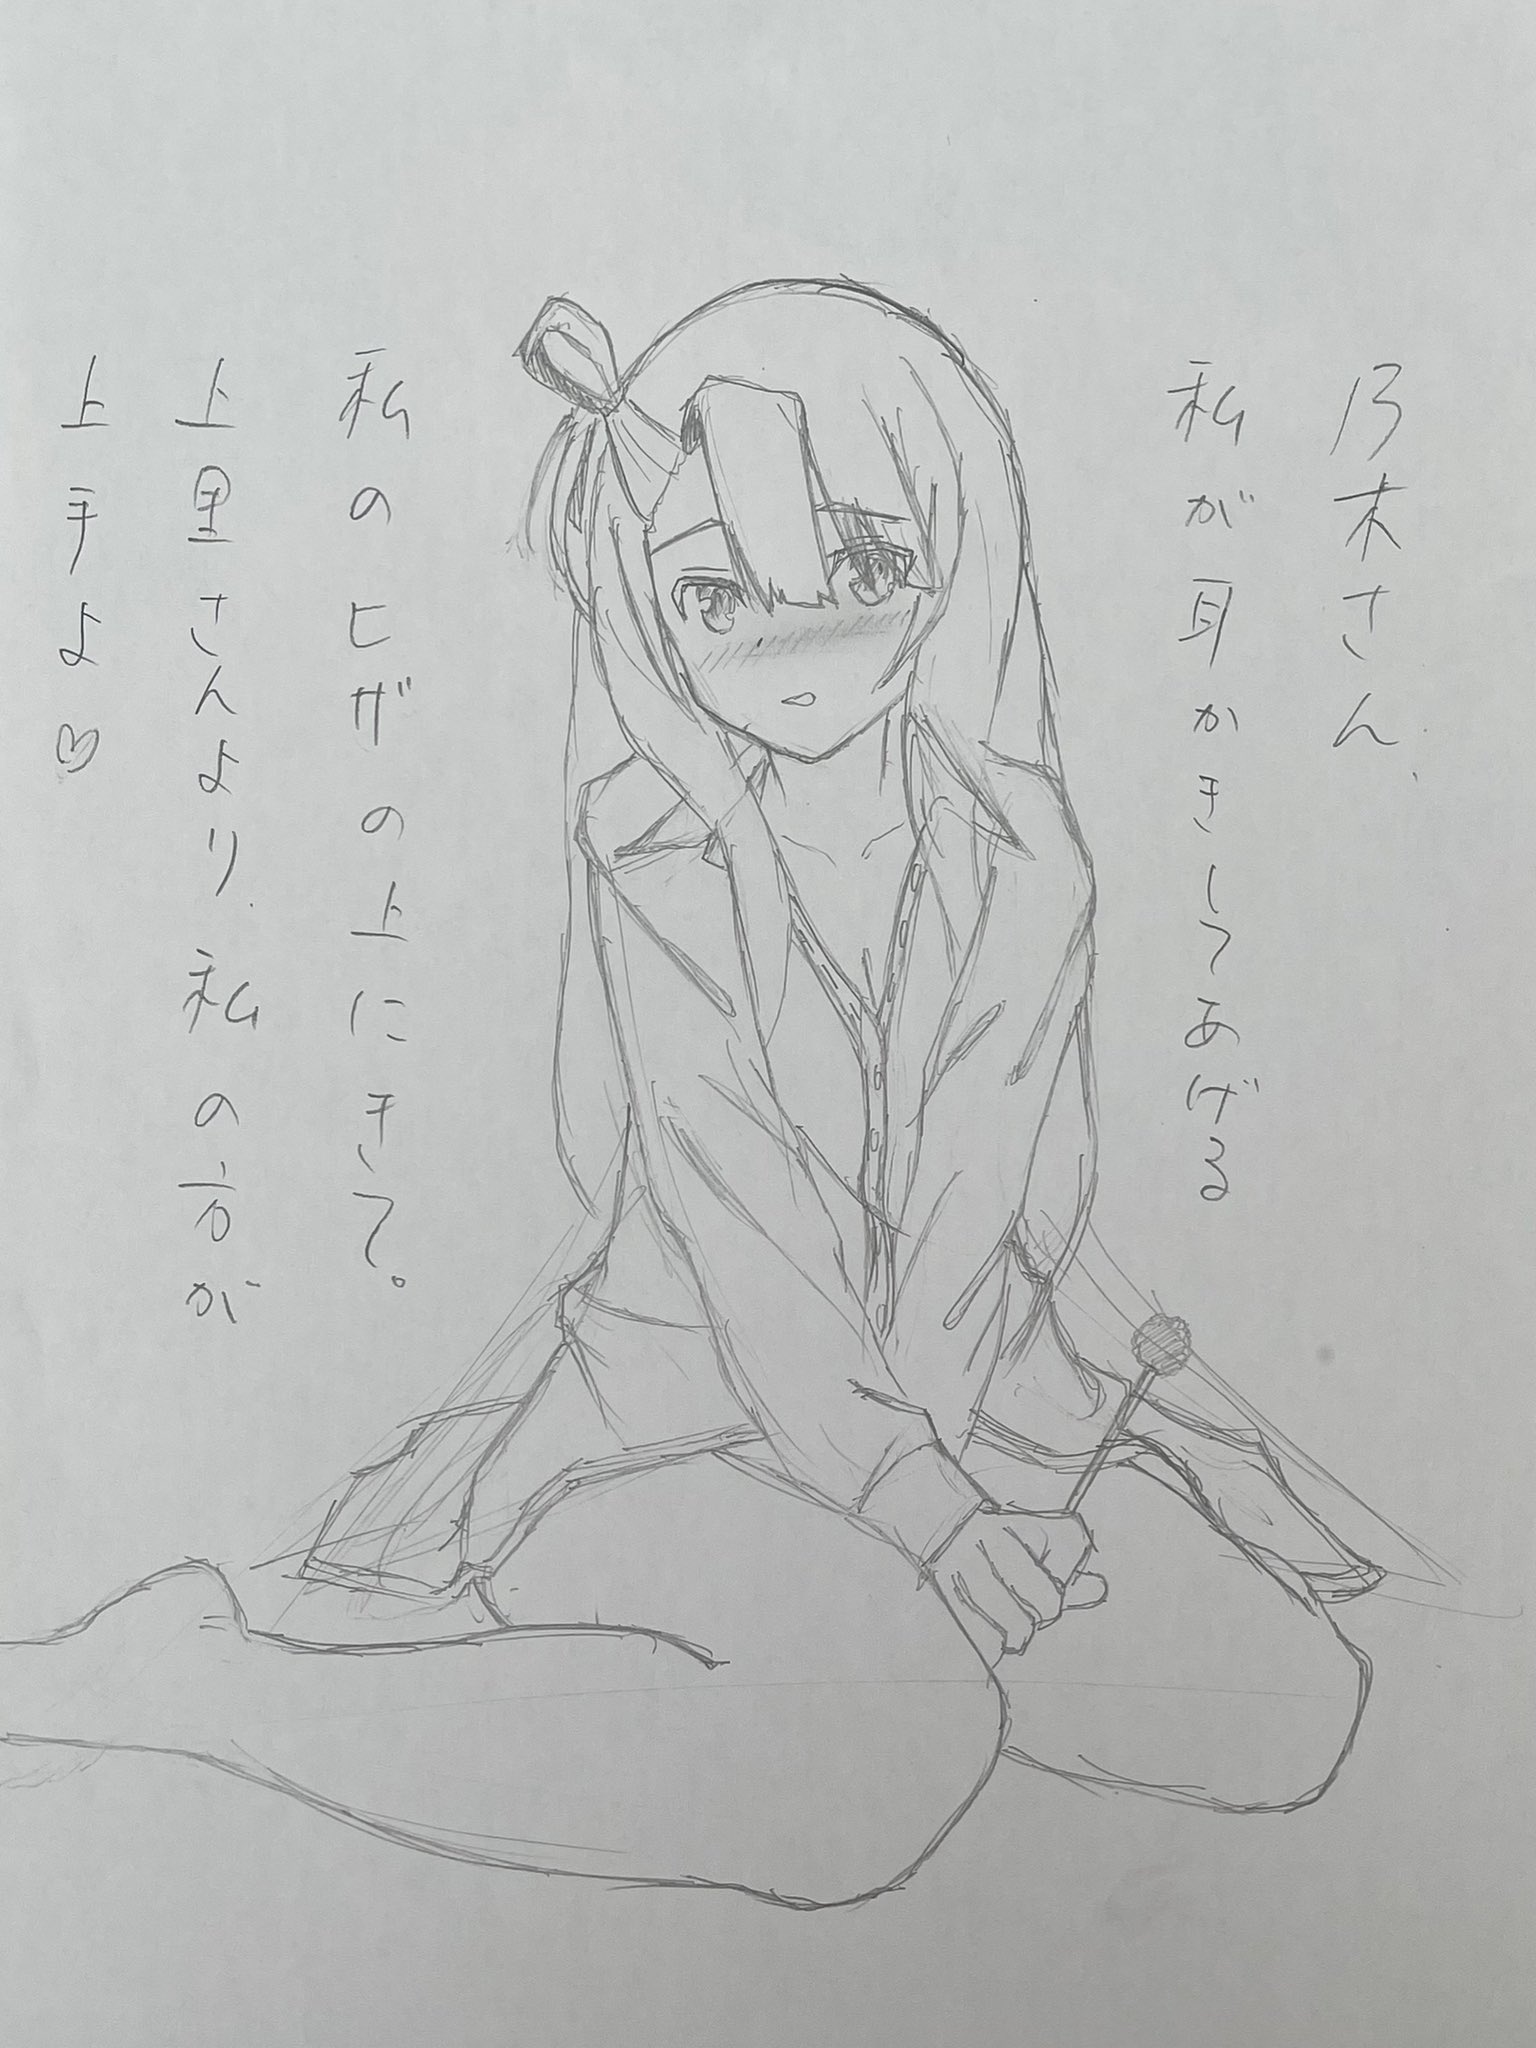 乃木さん、
私が耳かきしてあげる
私のヒザの上にきて。
上里さんより、私の方が
上手よ♡